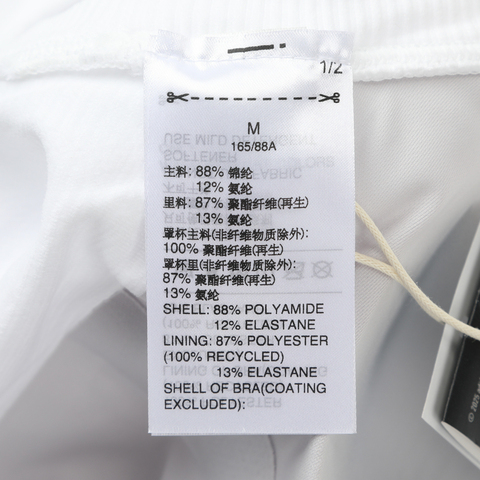 1/2
M
165/88A
主料: 88% 锦纶
12% 氨纶
里料: 87% 聚酯纤维(再生)
13% 氨纶
罩杯主料(非纤维物质除外):
100% 聚酯纤维(再生)
罩杯里(非纤维物质除外):
87% 聚酯纤维(再生)
13% 氨纶
SHELL: 88% POLYAMIDE
12% ELASTANE
LINING: 87% POLYESTER
(100% RECYCLED)
13% ELASTANE
SHELL OF BRA(COATING
EXCLUDED):